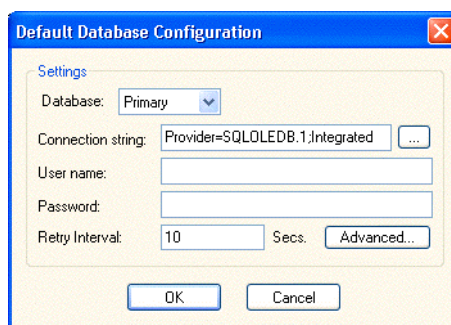 Default Database Configuration
Settings
Database: Primary
Connection string: Provider=SQLOLEDB.1;Integrated ...
User name:
Password:
Retry Interval: 10 Secs. Advanced...
OK Cancel